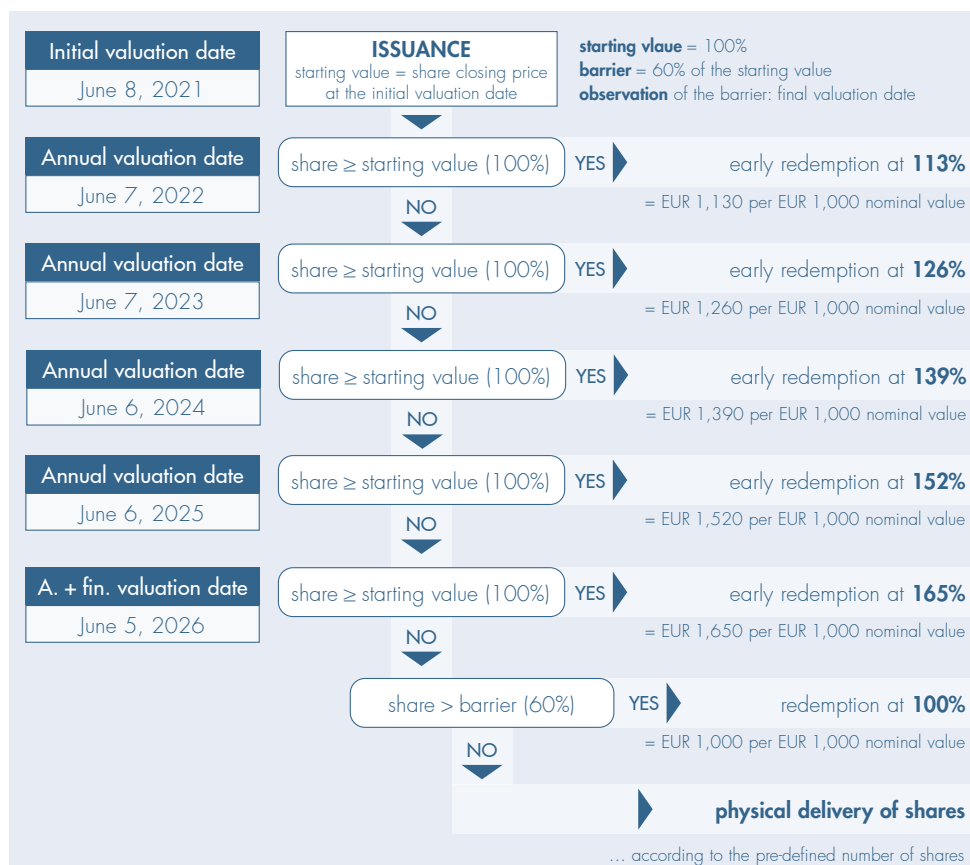 Initial valuation date
June 8, 2021
ISSUANCE
starting value = share closing price
at the initial valuation date
starting vlaue = 100%
barrier = 60% of the starting value
observation of the barrier: final valuation date
Annual valuation date
June 7, 2022
share ≥ starting value (100%)
YES
early redemption at 113%
= EUR 1,130 per EUR 1,000 nominal value
NO
Annual valuation date
June 7, 2023
share ≥ starting value (100%)
YES
early redemption at 126%
= EUR 1,260 per EUR 1,000 nominal value
NO
Annual valuation date
June 6, 2024
share ≥ starting value (100%)
YES
early redemption at 139%
= EUR 1,390 per EUR 1,000 nominal value
NO
Annual valuation date
June 6, 2025
share ≥ starting value (100%)
YES
early redemption at 152%
= EUR 1,520 per EUR 1,000 nominal value
NO
A. + fin. valuation date
June 5, 2026
share ≥ starting value (100%)
YES
early redemption at 165%
= EUR 1,650 per EUR 1,000 nominal value
NO
share > barrier (60%)
YES
redemption at 100%
= EUR 1,000 per EUR 1,000 nominal value
NO
physical delivery of shares
... according to the pre-defined number of shares